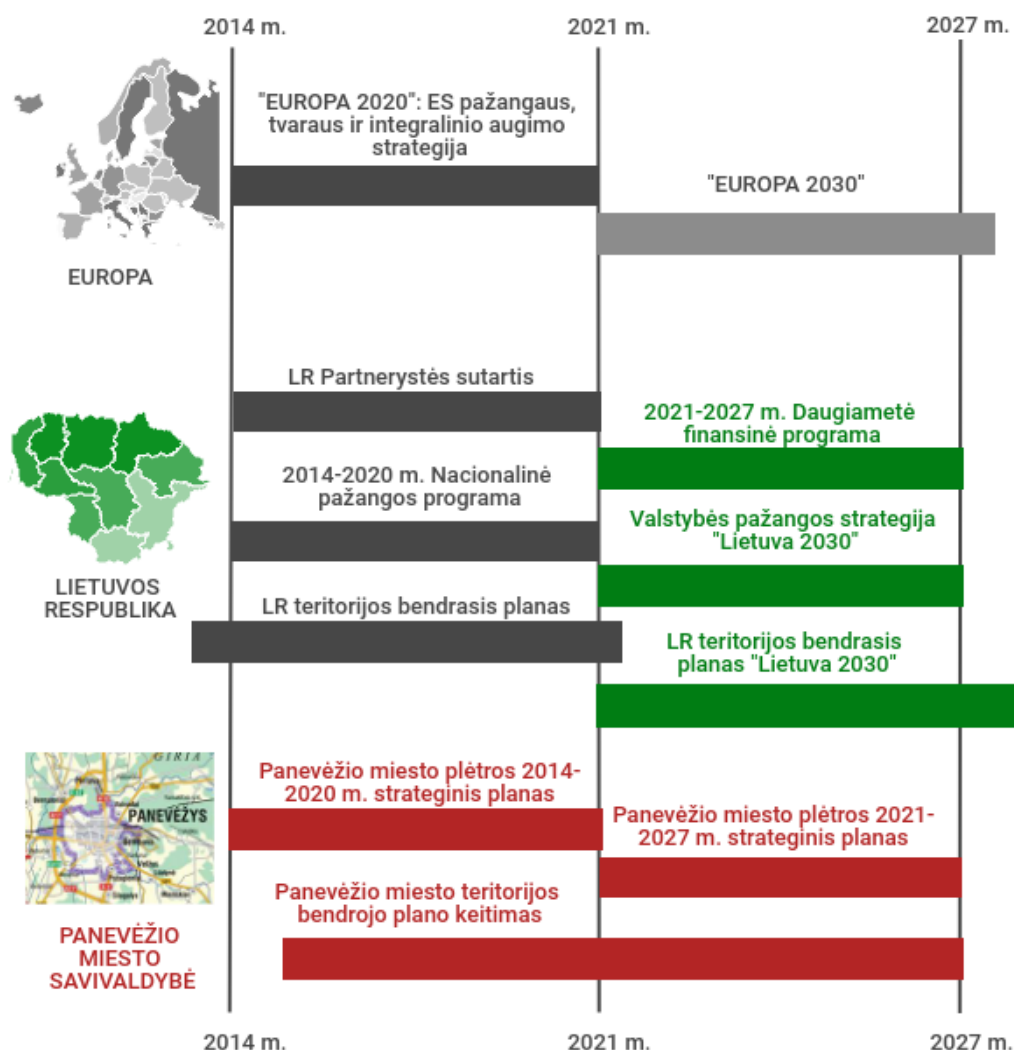 2014 m.
2021 m.
2027 m.
"EUROPA 2020": ES pažangaus,
tvaraus ir integralinio augimo
strategija
"EUROPA 2030"
EUROPA
LR Partnerystės sutartis
2021-2027 m. Daugiametė
finansinė programa
2014-2020 m. Nacionalinė
pažangos programa
Valstybės pažangos strategija
"Lietuva 2030"
LIETUVOS
RESPUBLIKA
LR teritorijos bendrasis planas
LR teritorijos bendrasis
planas "Lietuva 2030"
GIRIA
PANEVĖŽYS
Panevėžio miesto plėtros 2014-
2020 m. strateginis planas
Panevėžio miesto plėtros 2021-
2027 m. strateginis planas
Panevėžio miesto teritorijos
bendrojo plano keitimas
PANEVĖŽIO
MIESTO
SAVIVALDYBĖ
2014 m.
2021 m.
2027 m.